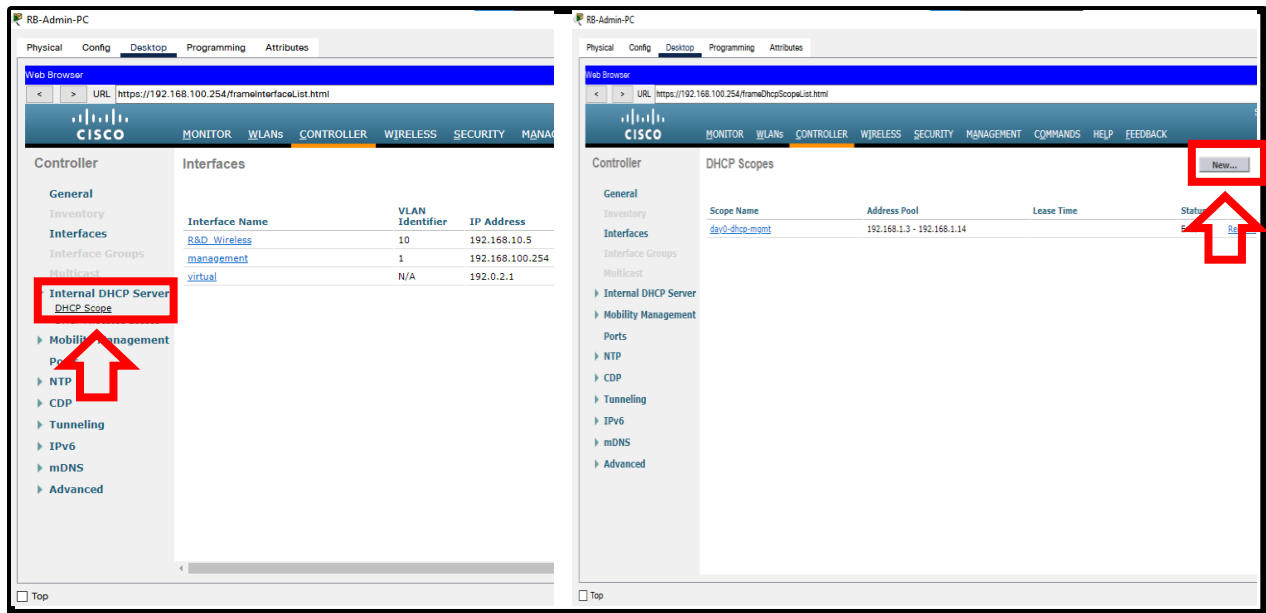 RB-Admin-PC
Physical Config Desktop Programming Attributes
Web Browser
< > URL https://192.168.100.254/frameInterfaceList.html
CISCO
MONITOR WLANs CONTROLLER WIRELESS SECURITY MANAG
Controller
General
Inventory
Interfaces
Interface Groups
Multicast
Internal DHCP Server
DHCP Scope
Mobility Management
NTP
CDP
Tunneling
IPv6
mDNS
Advanced
Interfaces
Interface Name VLAN Identifier IP Address
R&D_Wireless 10 192.168.10.5
management 1 192.168.100.254
virtual N/A 192.0.2.1
Top
RB-Admin-PC
Physical Config Desktop Programming Attributes
Web Browser
< > URL https://192.168.100.254/frameDhcpScopeList.html
CISCO
MONITOR WLANs CONTROLLER WIRELESS SECURITY MANAGEMENT COMMANDS HELP FEEDBACK
Controller
General
Inventory
Interfaces
Interface Groups
Multicast
Internal DHCP Server
Mobility Management
Ports
NTP
CDP
Tunneling
IPv6
mDNS
Advanced
DHCP Scopes
New...
Scope Name Address Pool Lease Time Status
day0-dhcp-mgmt 192.168.1.3 - 192.168.1.14
Top